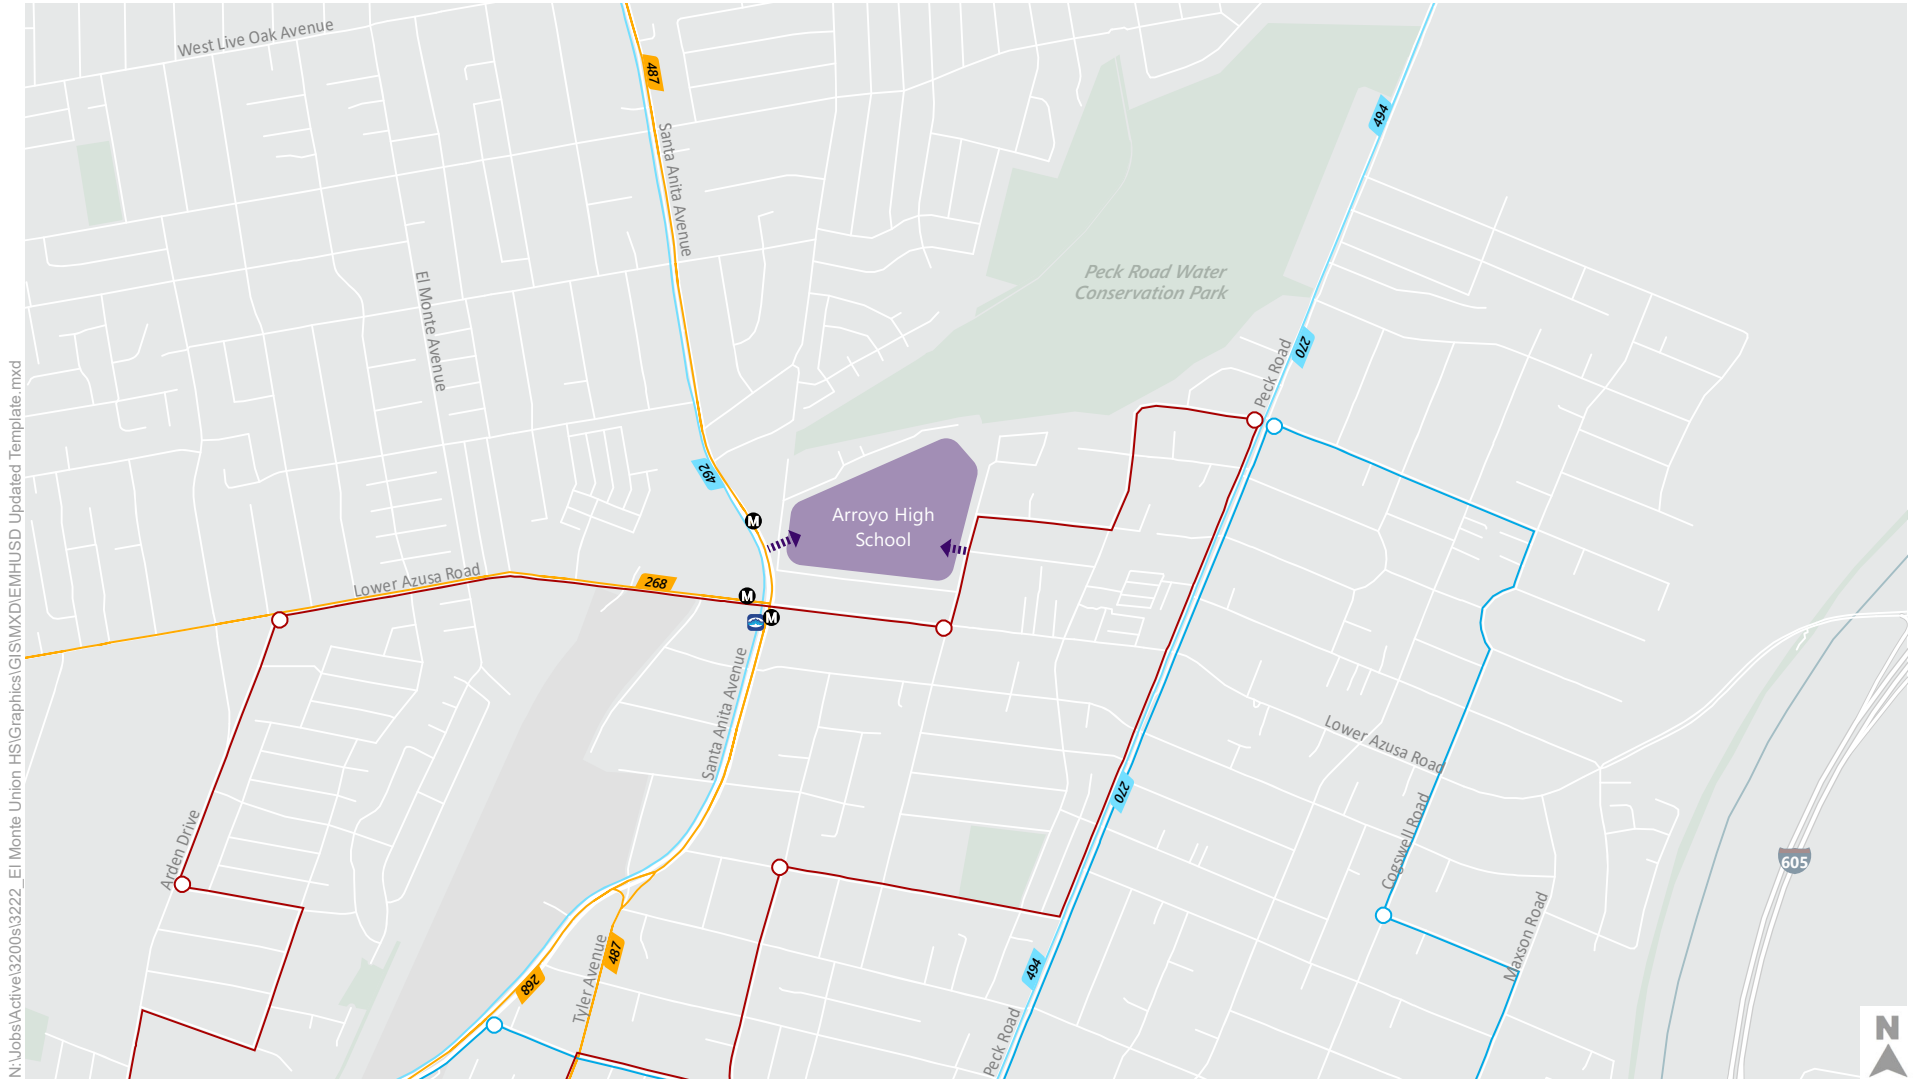 West Live Oak Avenue
487
494
Santa Anita Avenue
Peck Road Water
Conservation Park
El Monte Avenue
270
Peck Road
492
M
Arroyo High
School
Lower Azusa Road
268
M
M
Santa Anita Avenue
Lower Azusa Road
270
Cogswell Road
Arden Drive
605
Maxson Road
487
Tyler Avenue
268
494
Peck Road
N
N:\Jobs\Active\3200s\3222_El Monte Union HS\Graphics\GIS\MXD\EMHUSD Updated Template.mxd